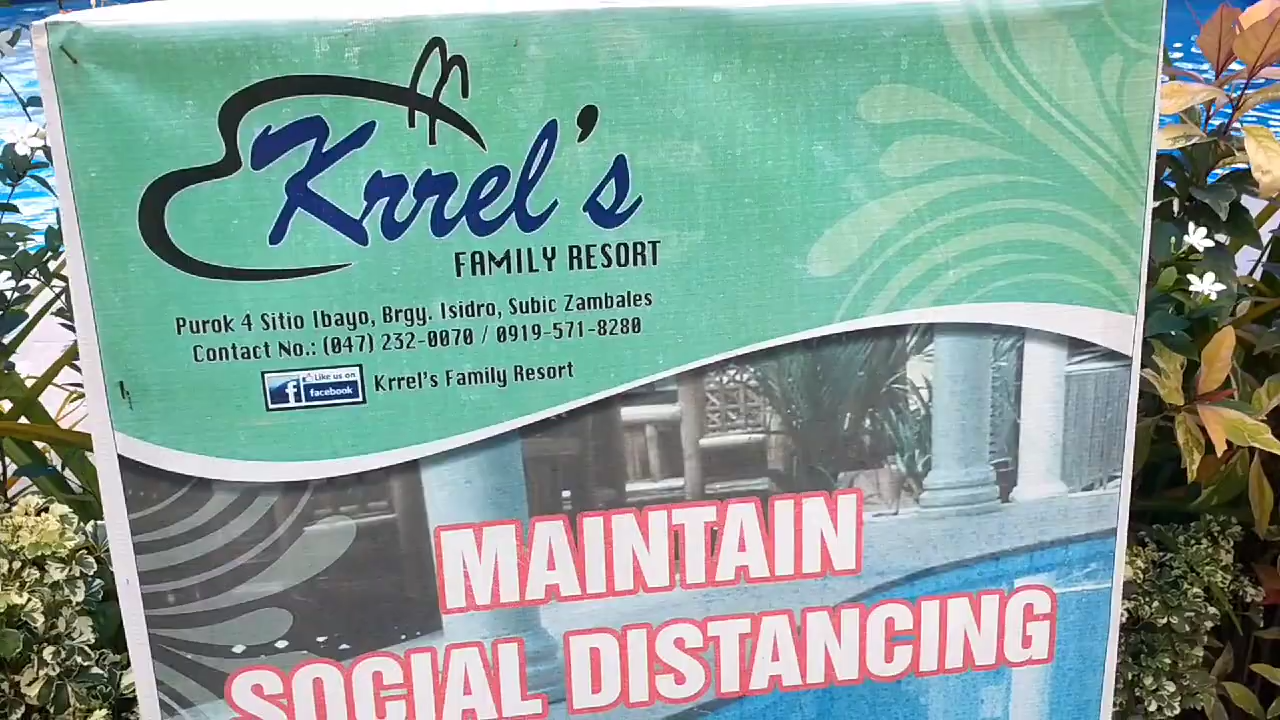 Krrel's
FAMILY RESORT
Purok 4 Sitio Ibayo, Brgy. Isidro, Subic Zambales
Contact No.: (047) 232-0070 / 0919-571-8280
Like us on
facebook
Krrel's Family Resort
MAINTAIN
SOCIAL DISTANCING